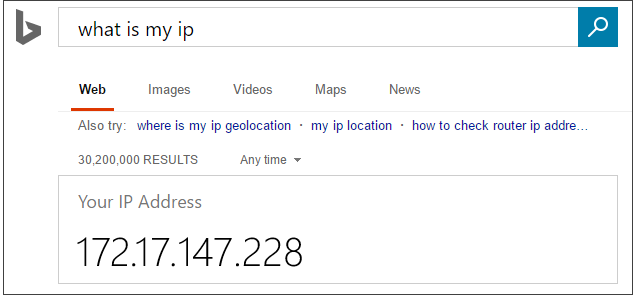 what is my ip
Web Images Videos Maps News
Also try: where is my ip geolocation · my ip location · how to check router ip addre...
30,200,000 RESULTS Any time
Your IP Address
172.17.147.228